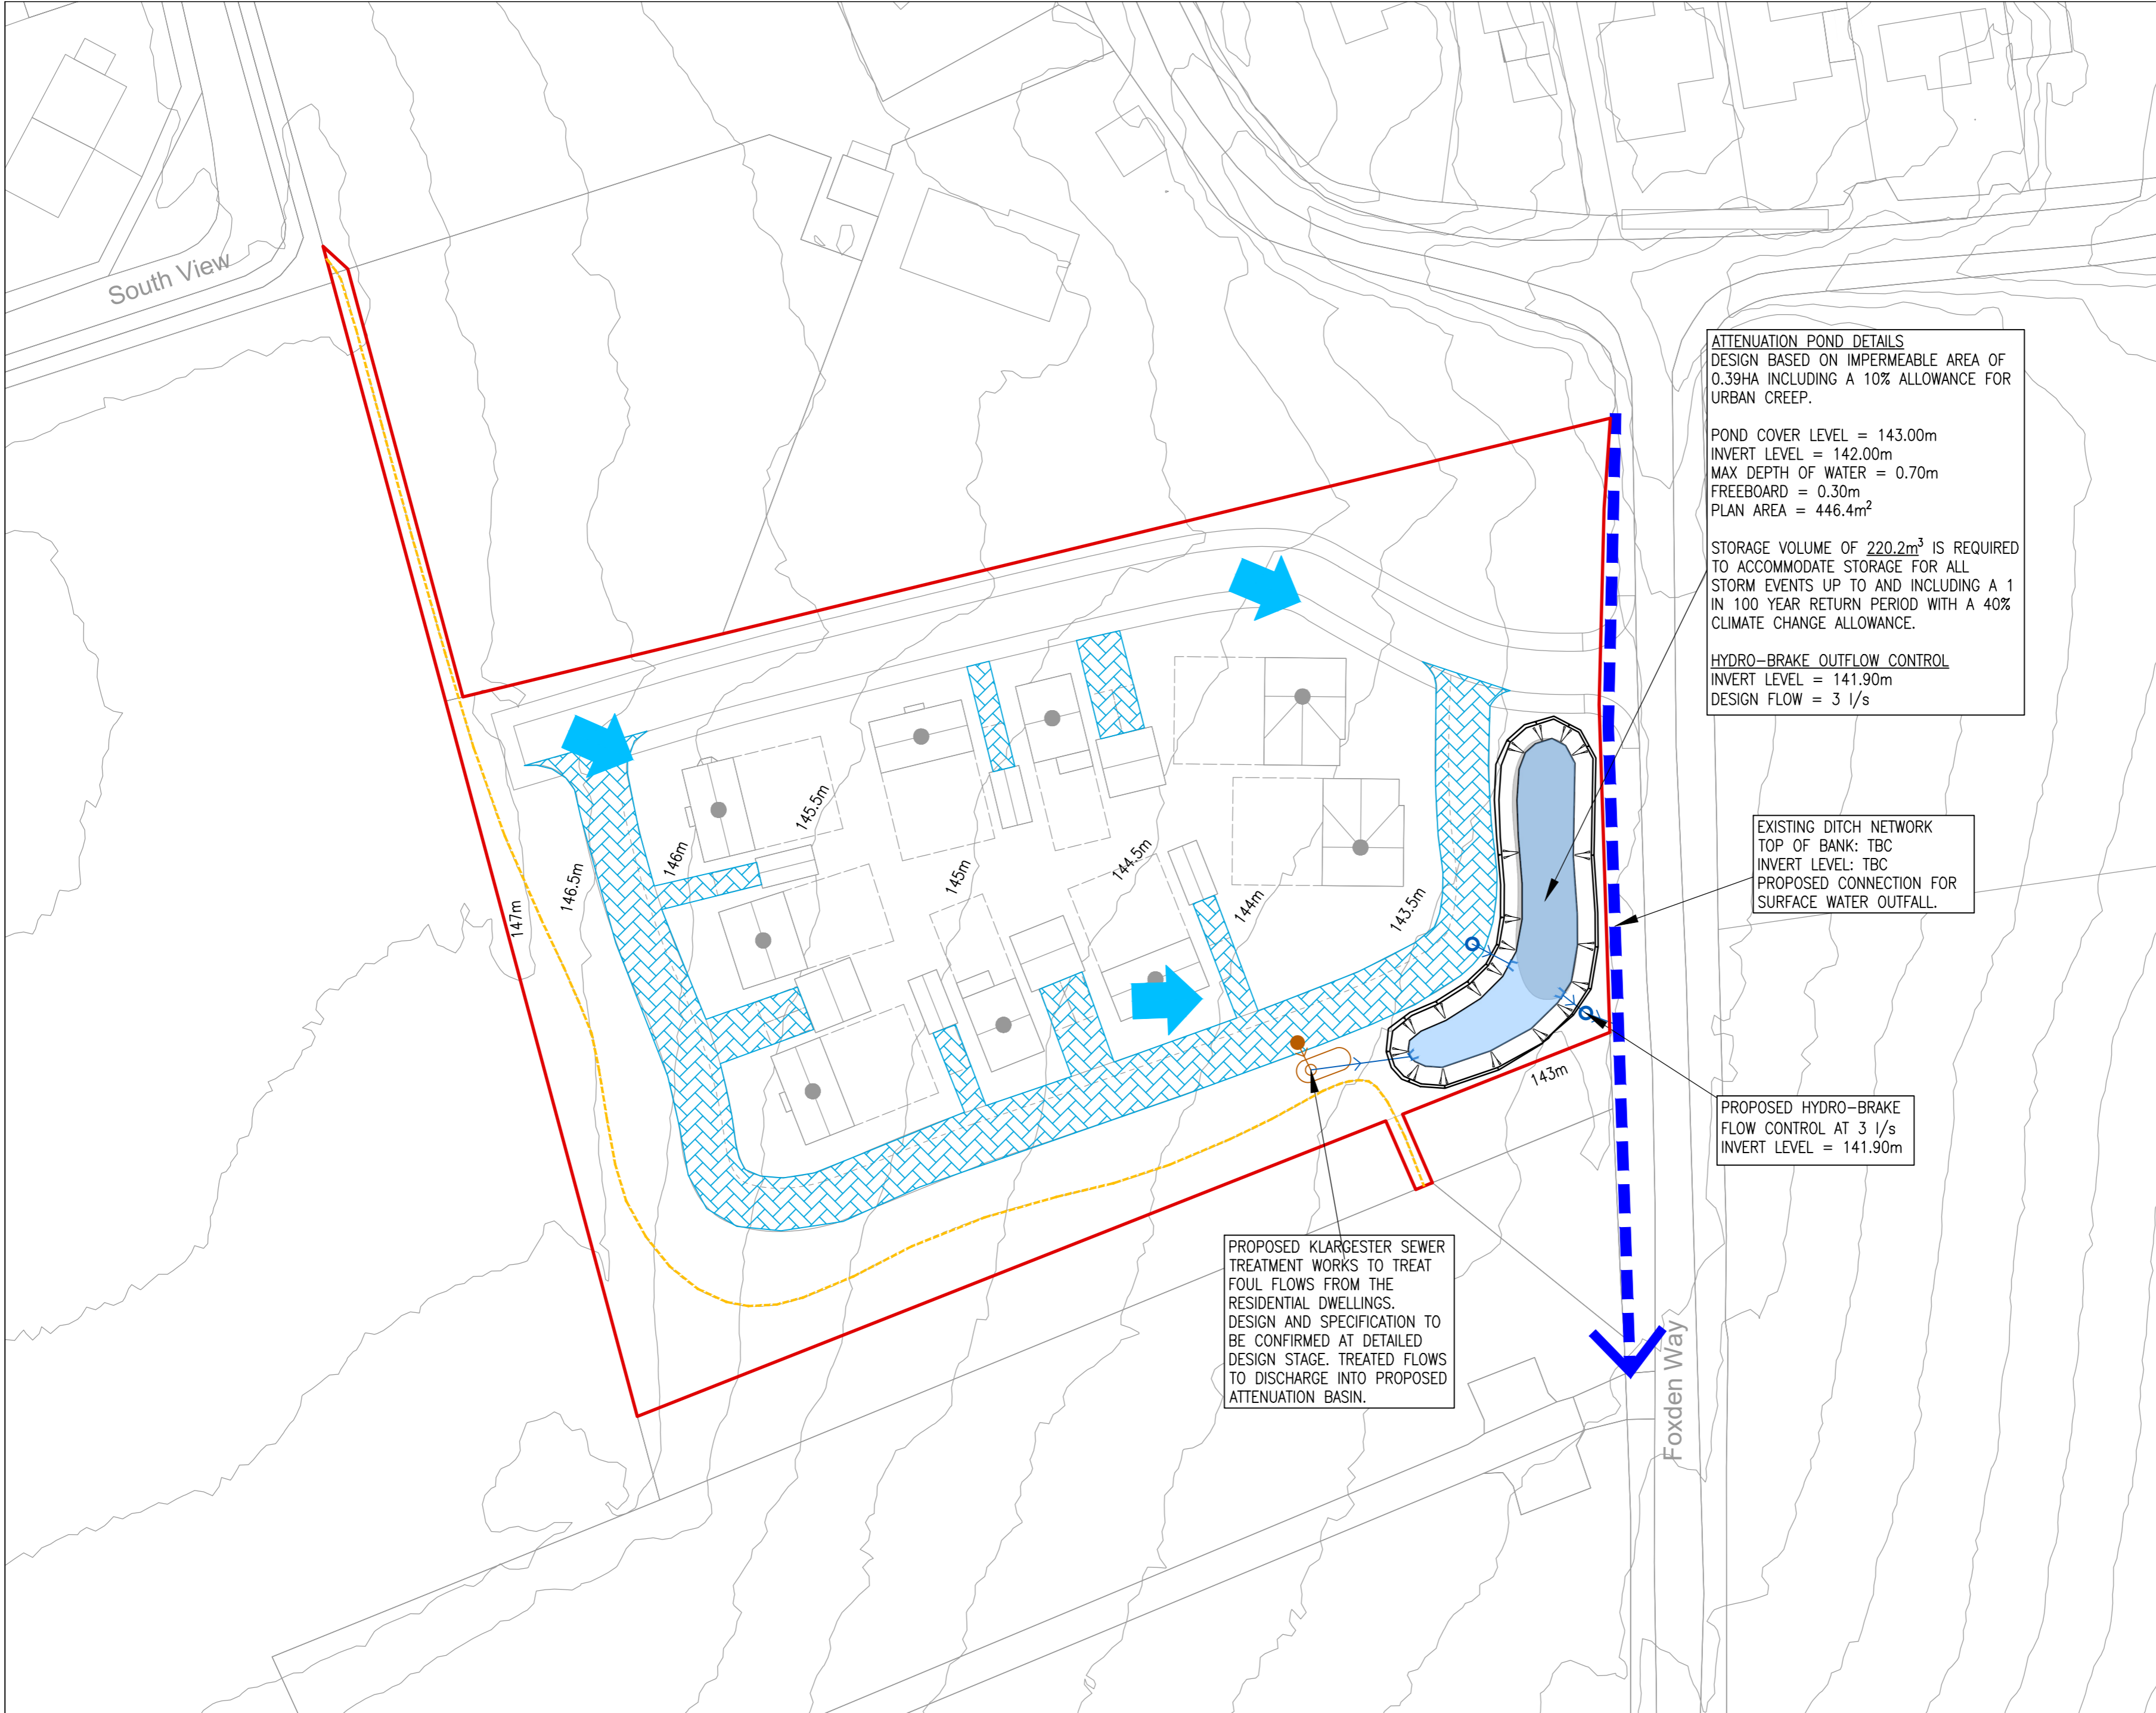 South View
ATTENUATION POND DETAILS
DESIGN BASED ON IMPERMEABLE AREA OF
0.39HA INCLUDING A 10% ALLOWANCE FOR
URBAN CREEP.
POND COVER LEVEL = 143.00m
INVERT LEVEL = 142.00m
MAX DEPTH OF WATER = 0.70m
FREEBOARD = 0.30m
PLAN AREA = 446.4m²
STORAGE VOLUME OF 220.2m³ IS REQUIRED
TO ACCOMMODATE STORAGE FOR ALL
STORM EVENTS UP TO AND INCLUDING A 1
IN 100 YEAR RETURN PERIOD WITH A 40%
CLIMATE CHANGE ALLOWANCE.
HYDRO-BRAKE OUTFLOW CONTROL
INVERT LEVEL = 141.90m
DESIGN FLOW = 3 l/s
147m
146.5m
146m
145.5m
145m
144.5m
144m
143.5m
143m
EXISTING DITCH NETWORK
TOP OF BANK: TBC
INVERT LEVEL: TBC
PROPOSED CONNECTION FOR
SURFACE WATER OUTFALL.
PROPOSED HYDRO-BRAKE
FLOW CONTROL AT 3 l/s
INVERT LEVEL = 141.90m
PROPOSED KLARGESTER SEWER
TREATMENT WORKS TO TREAT
FOUL FLOWS FROM THE
RESIDENTIAL DWELLINGS.
DESIGN AND SPECIFICATION TO
BE CONFIRMED AT DETAILED
DESIGN STAGE. TREATED FLOWS
TO DISCHARGE INTO PROPOSED
ATTENUATION BASIN.
Foxden Way